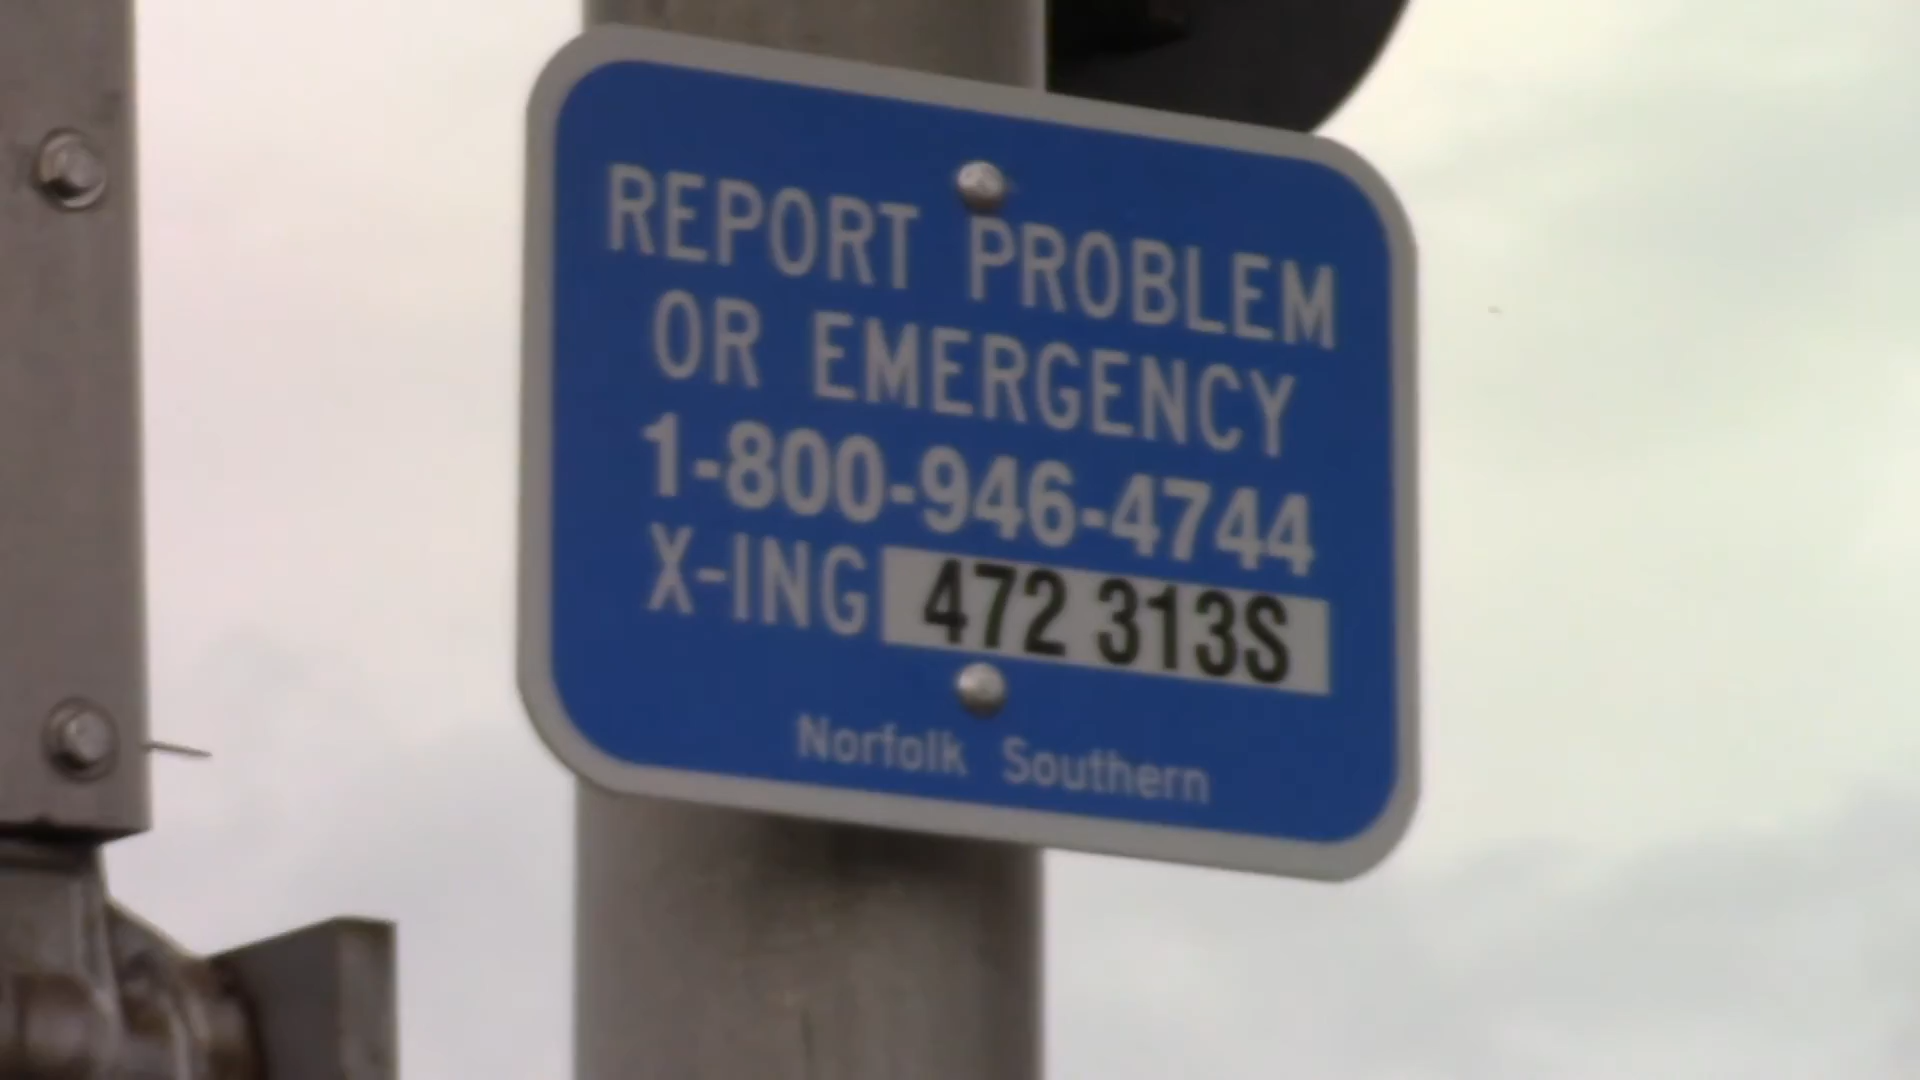 REPORT PROBLEM
OR EMERGENCY
1-800-946-4744
X-ING 472 313S
Norfolk Southern